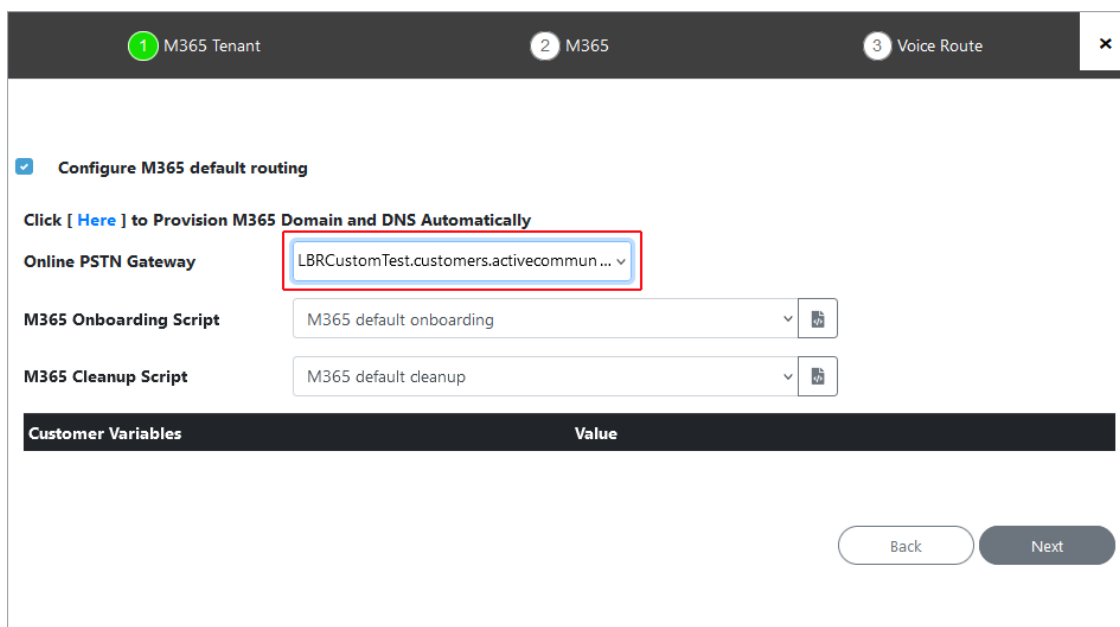 1 M365 Tenant 2 M365 3 Voice Route ×
Configure M365 default routing
Click [ Here ] to Provision M365 Domain and DNS Automatically
Online PSTN Gateway LBRCustomTest.customers.activecommun ...
M365 Onboarding Script M365 default onboarding
M365 Cleanup Script M365 default cleanup
Customer Variables Value
Back Next